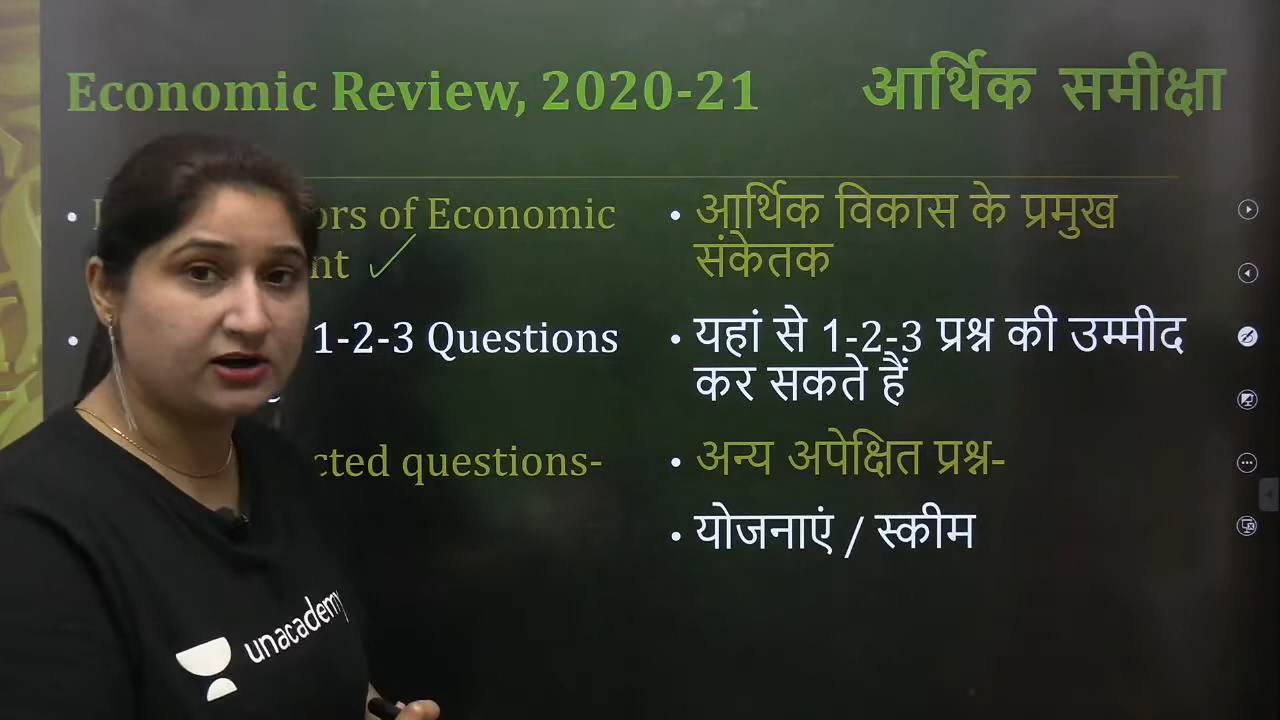 Economic Review, 2020-21
आर्थिक समीक्षा
ors of Economic
nt
1-2-3 Questions
cted questions-
आर्थिक विकास के प्रमुख
संकेतक
यहां से 1-2-3 प्रश्न की उम्मीद
कर सकते हैं
अन्य अपेक्षित प्रश्न-
योजनाएं / स्कीम
unacademy